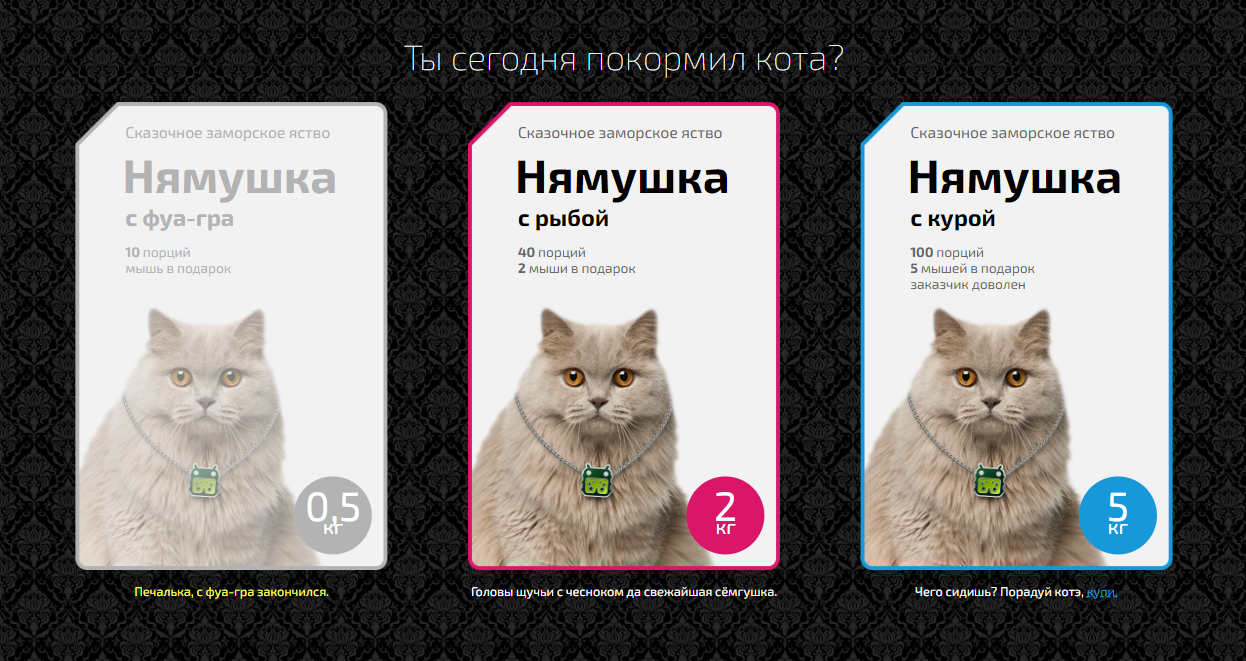 Ты сегодня покормил кота?
Сказочное заморское яство
Нямушка
с фуа-гра
10 порций
мышь в подарок
0,5
кг
Печалька, с фуа-гра закончился.
Сказочное заморское яство
Нямушка
с рыбой
40 порций
2 мыши в подарок
2
кг
Головы щучьи с чесноком да свежайшая сёмгушка.
Сказочное заморское яство
Нямушка
с курой
100 порций
5 мышей в подарок
заказчик доволен
5
кг
Чего сидишь? Порадуй котэ, купи.